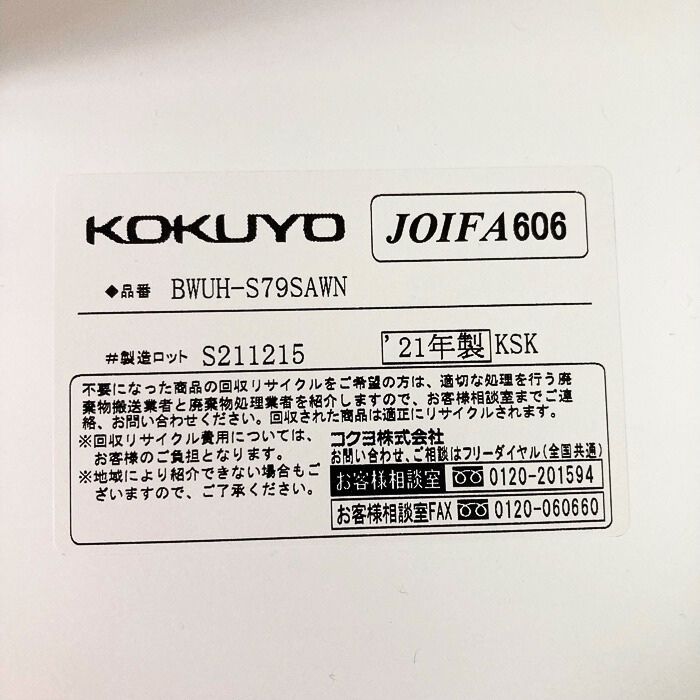 KOKUYO
JOIFA606
◆品番 BWUH-S79SAWN
#製造ロット S211215
'21年製 KSK
不要になった商品の回収リサイクルをご希望の方は、適切な処理を行う廃
棄物搬送業者と廃棄物処理業者を紹介しますので、お客様相談室までご連
絡、お問い合わせください。回収された商品は適正にリサイクルされます。
※回収リサイクル費用については、
お客様のご負担となります。
※地域により紹介できない場合もご
ざいますので、ご了承ください。
コクヨ株式会社
お問い合わせ、ご相談はフリーダイヤル(全国共通)
お客様相談室 0120-201594
お客様相談室FAX 0120-060660